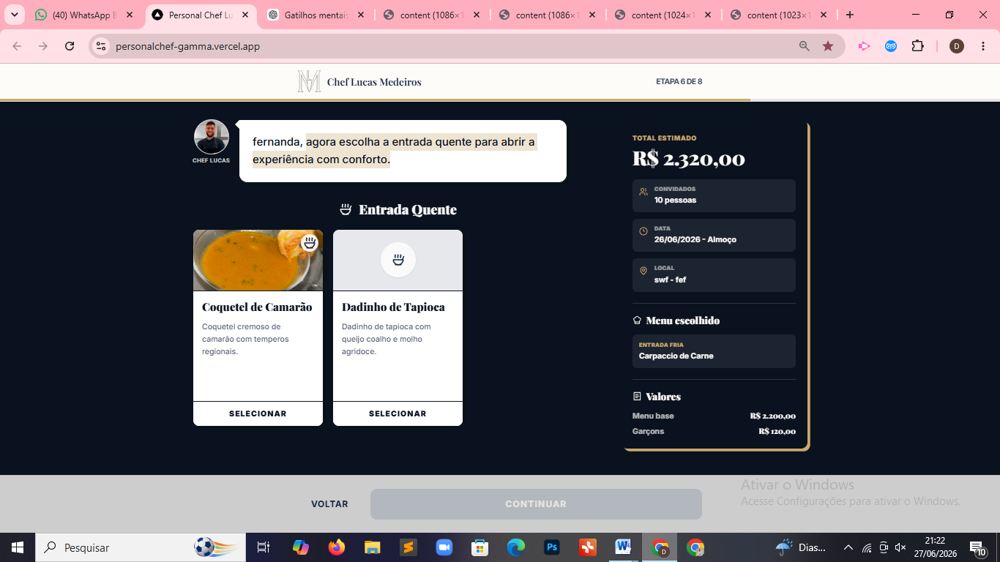 (40) WhatsApp B
Personal Chef Lu
Gatilhos mentais
content (1086×1
content (1086×1
content (1024×1
content (1023×1
personalchef-gamma.vercel.app
D
Chef Lucas Medeiros
ETAPA 6 DE 8
CHEF LUCAS
fernanda, agora escolha a entrada quente para abrir a
experiência com conforto.
Entrada Quente
Coquetel de Camarão
Coquetel cremoso de
camarão com temperos
regionais.
SELECIONAR
Dadinho de Tapioca
Dadinho de tapioca com
queijo coalho e molho
agridoce.
SELECIONAR
TOTAL ESTIMADO
R$ 2.320,00
CONVIDADOS
10 pessoas
DATA
26/06/2026 - Almoço
LOCAL
swf - fef
Menu escolhido
ENTRADA FRIA
Carpaccio de Carne
Valores
Menu base R$ 2.200,00
Garçons R$ 120,00
VOLTAR
CONTINUAR
Ativar o Windows
Acesse Configurações para ativar o Windows.
Pesquisar
Dias...
21:22
27/06/2026
10